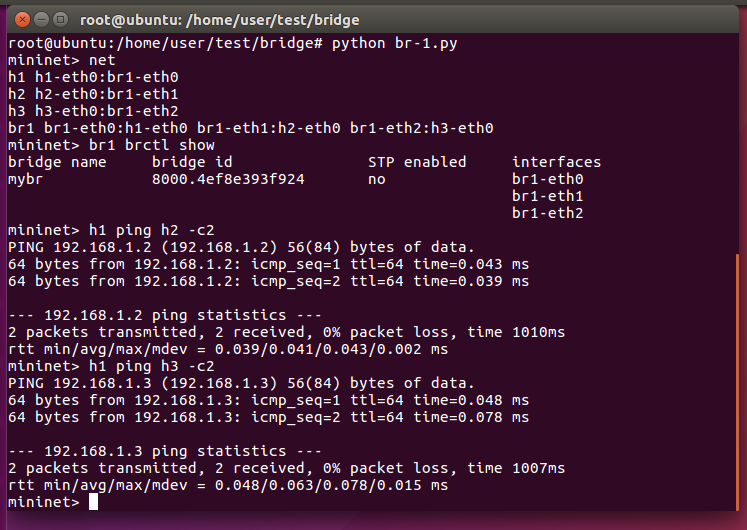 root@ubuntu: /home/user/test/bridge
root@ubuntu:/home/user/test/bridge# python br-1.py
mininet> net
h1 h1-eth0:br1-eth0
h2 h2-eth0:br1-eth1
h3 h3-eth0:br1-eth2
br1 br1-eth0:h1-eth0 br1-eth1:h2-eth0 br1-eth2:h3-eth0
mininet> br1 brctl show
bridge name     bridge id               STP enabled     interfaces
mybr            8000.4ef8e393f924       no              br1-eth0
                                                        br1-eth1
                                                        br1-eth2
mininet> h1 ping h2 -c2
PING 192.168.1.2 (192.168.1.2) 56(84) bytes of data.
64 bytes from 192.168.1.2: icmp_seq=1 ttl=64 time=0.043 ms
64 bytes from 192.168.1.2: icmp_seq=2 ttl=64 time=0.039 ms

--- 192.168.1.2 ping statistics ---
2 packets transmitted, 2 received, 0% packet loss, time 1010ms
rtt min/avg/max/mdev = 0.039/0.041/0.043/0.002 ms
mininet> h1 ping h3 -c2
PING 192.168.1.3 (192.168.1.3) 56(84) bytes of data.
64 bytes from 192.168.1.3: icmp_seq=1 ttl=64 time=0.048 ms
64 bytes from 192.168.1.3: icmp_seq=2 ttl=64 time=0.078 ms

--- 192.168.1.3 ping statistics ---
2 packets transmitted, 2 received, 0% packet loss, time 1007ms
rtt min/avg/max/mdev = 0.048/0.063/0.078/0.015 ms
mininet>